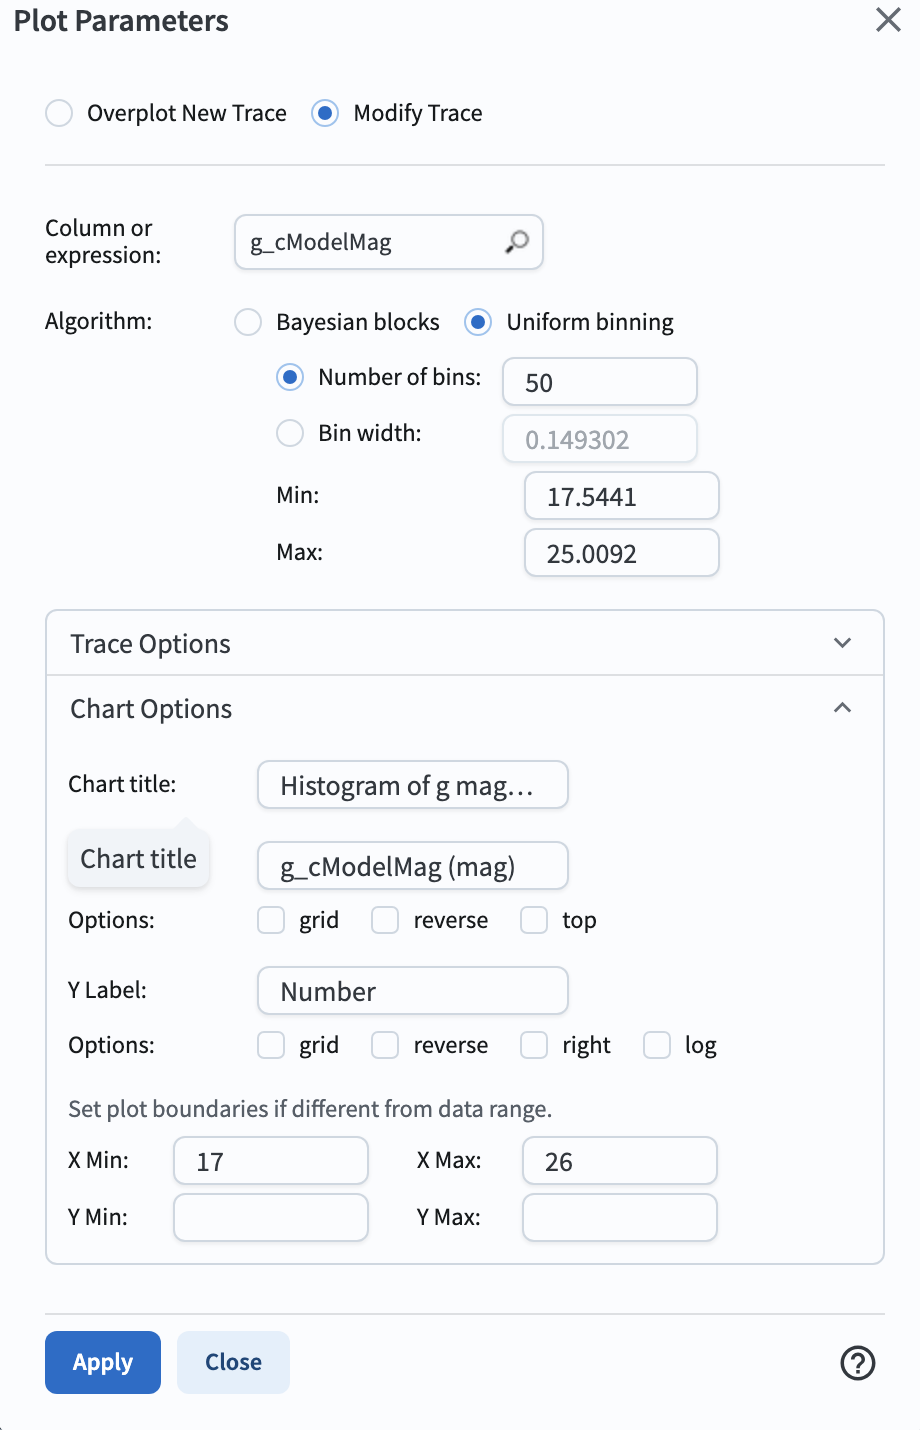 Plot Parameters
Overplot New Trace Modify Trace
Column or
expression:
g_cModelMag
Algorithm: Bayesian blocks Uniform binning
Number of bins: 50
Bin width: 0.149302
Min: 17.5441
Max: 25.0092
Trace Options
Chart Options
Chart title: Histogram of g mag...
Chart title g_cModelMag (mag)
Options: grid reverse top
Y Label: Number
Options: grid reverse right log
Set plot boundaries if different from data range.
X Min: 17 X Max: 26
Y Min: Y Max:
Apply Close ?